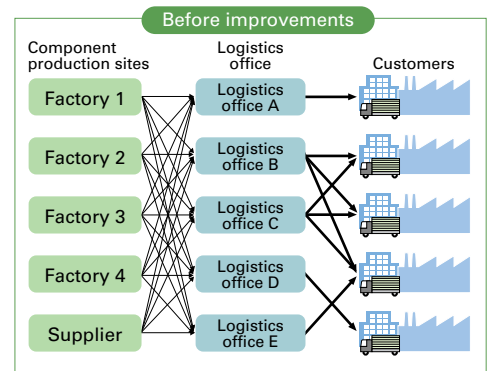 Before improvements
Component
production sites
Logistics
office
Customers
Factory 1
Logistics
office A
Factory 2
Logistics
office B
Factory 3
Logistics
office C
Factory 4
Logistics
office D
Supplier
Logistics
office E